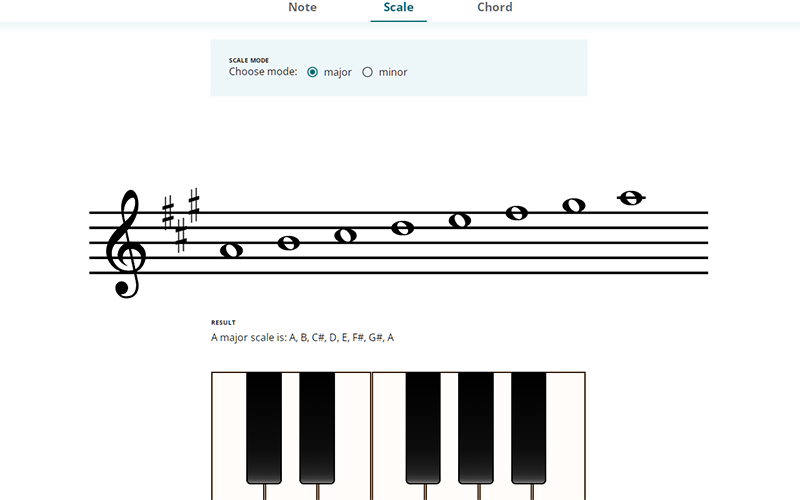 Note Scale Chord
SCALE MODE
Choose mode: major minor
RESULT
A major scale is: A, B, C#, D, E, F#, G#, A